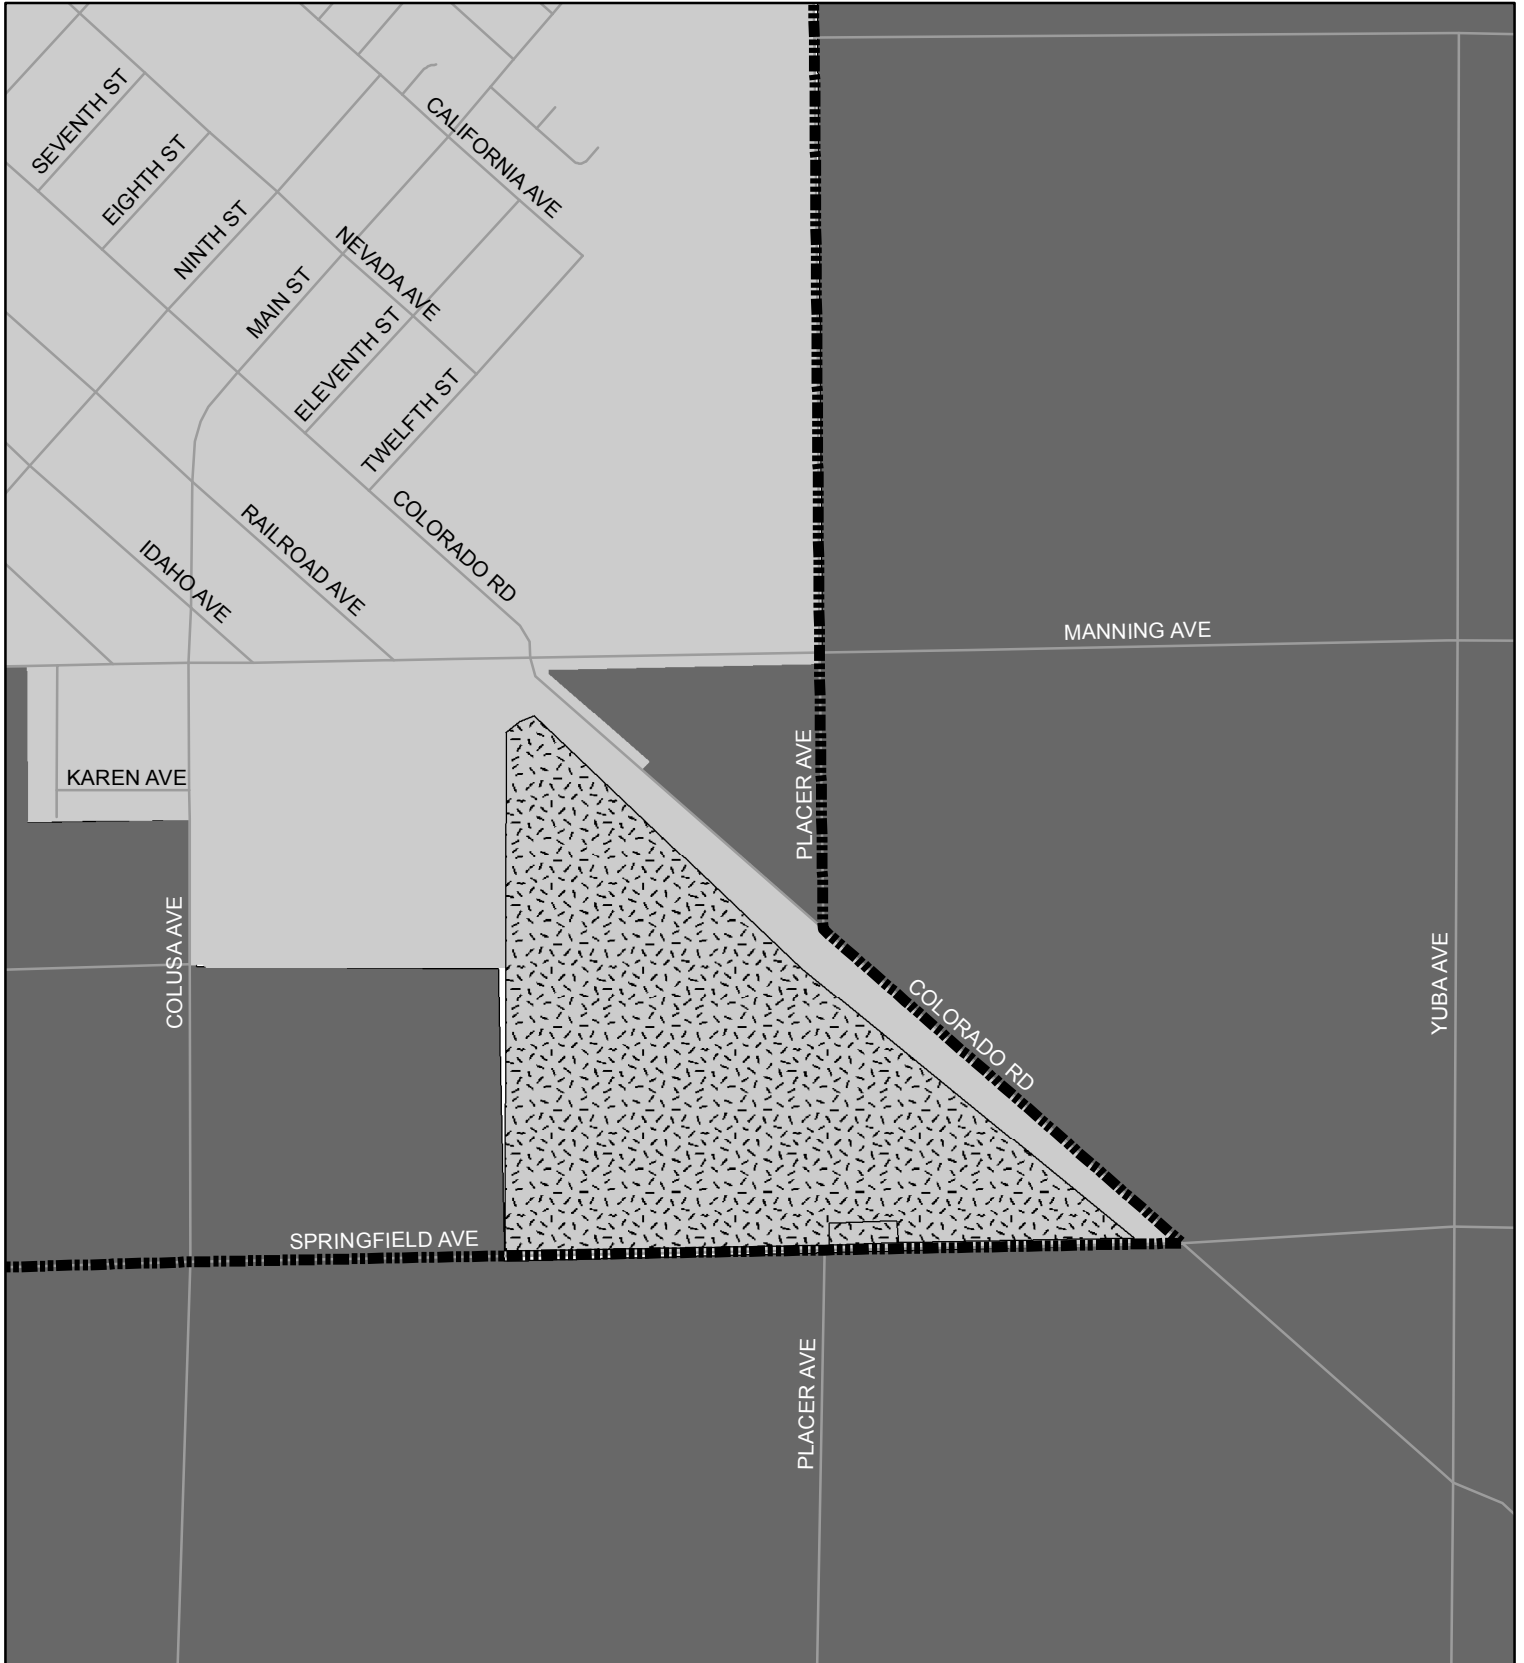 SEVENTH ST
CALIFORNIA AVE
EIGHTH ST
NINTH ST
NEVADA AVE
MAIN ST
ELEVENTH ST
TWELFTH ST
COLORADO RD
RAILROAD AVE
IDAHO AVE
MANNING AVE
KAREN AVE
PLACER AVE
COLUSA AVE
COLORADO RD
YUBA AVE
SPRINGFIELD AVE
PLACER AVE